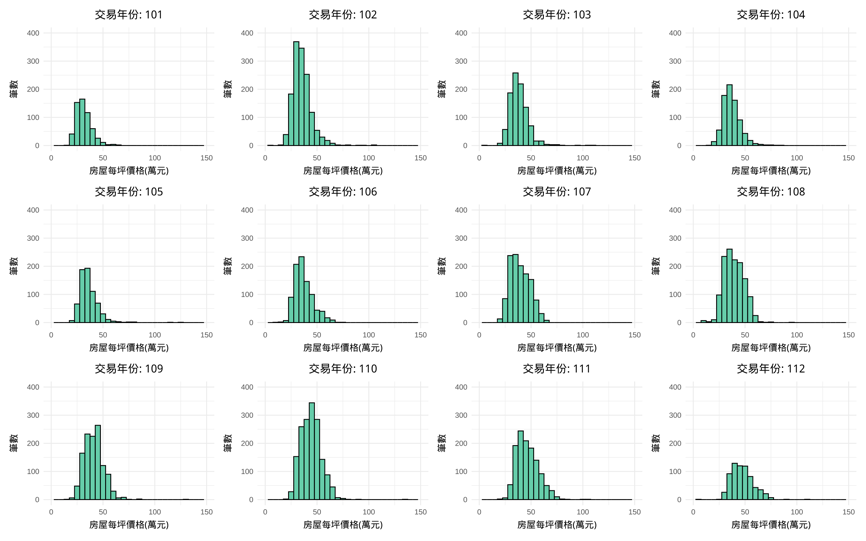 交易年份: 101
交易年份: 102
交易年份: 103
交易年份: 104
400
300
200
100
0
筆數
0 50 100 150
房屋每坪價格(萬元)
400
300
200
100
0
筆數
0 50 100 150
房屋每坪價格(萬元)
400
300
200
100
0
筆數
0 50 100 150
房屋每坪價格(萬元)
400
300
200
100
0
筆數
0 50 100 150
房屋每坪價格(萬元)
交易年份: 105
交易年份: 106
交易年份: 107
交易年份: 108
400
300
200
100
0
筆數
0 50 100 150
房屋每坪價格(萬元)
400
300
200
100
0
筆數
0 50 100 150
房屋每坪價格(萬元)
400
300
200
100
0
筆數
0 50 100 150
房屋每坪價格(萬元)
400
300
200
100
0
筆數
0 50 100 150
房屋每坪價格(萬元)
交易年份: 109
交易年份: 110
交易年份: 111
交易年份: 112
400
300
200
100
0
筆數
0 50 100 150
房屋每坪價格(萬元)
400
300
200
100
0
筆數
0 50 100 150
房屋每坪價格(萬元)
400
300
200
100
0
筆數
0 50 100 150
房屋每坪價格(萬元)
400
300
200
100
0
筆數
0 50 100 150
房屋每坪價格(萬元)